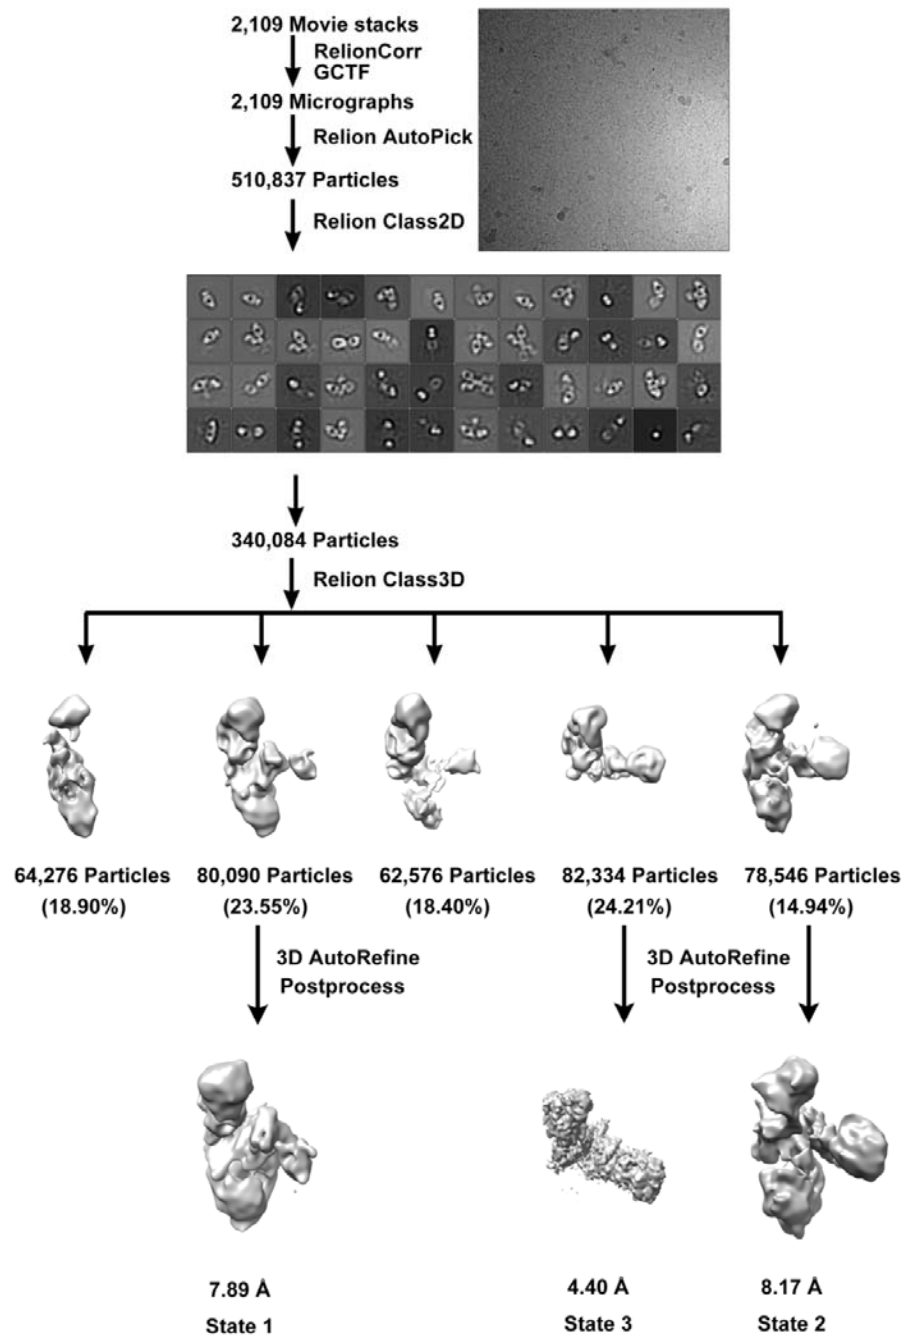 2,109 Movie stacks
RelionCorr
GCTF
2,109 Micrographs
Relion AutoPick
510,837 Particles
Relion Class2D
340,084 Particles
Relion Class3D
64,276 Particles
(18.90%)
80,090 Particles
(23.55%)
62,576 Particles
(18.40%)
82,334 Particles
(24.21%)
78,546 Particles
(14.94%)
3D AutoRefine
Postprocess
3D AutoRefine
Postprocess
7.89 Å
State 1
4.40 Å
State 3
8.17 Å
State 2